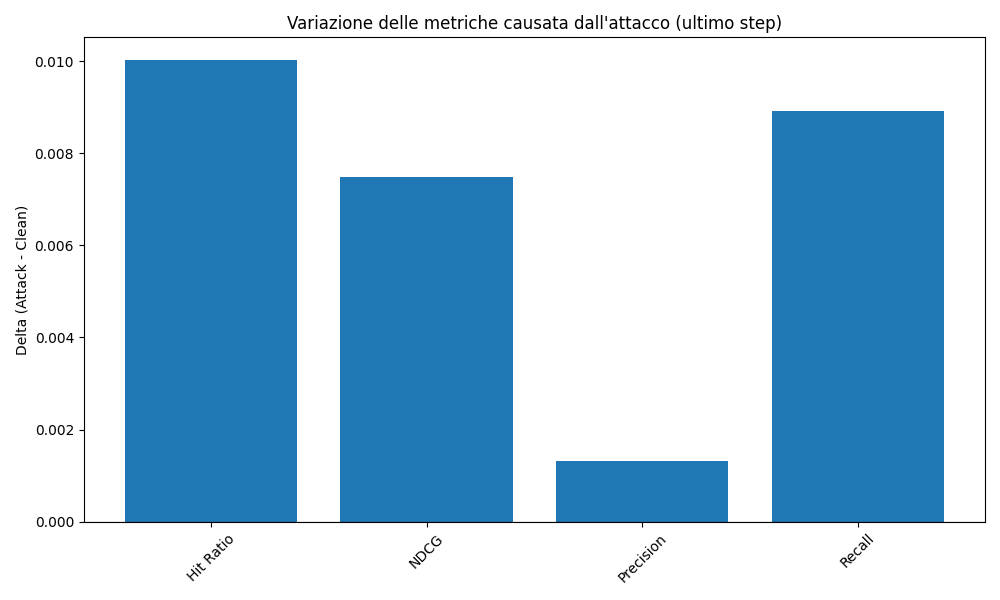 Variazione delle metriche causata dall'attacco (ultimo step)
Delta (Attack - Clean)
0.010
0.008
0.006
0.004
0.002
0.000
Hit Ratio
NDCG
Precision
Recall